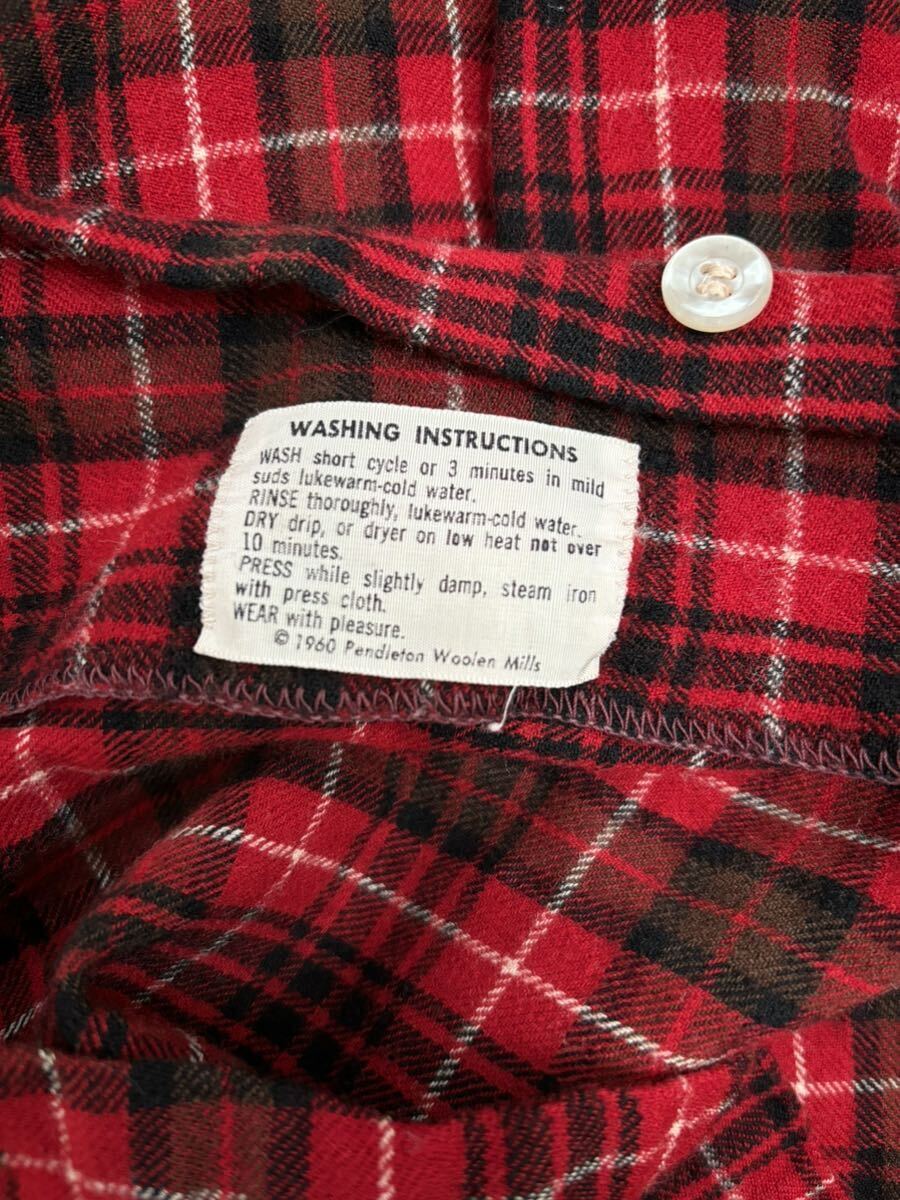 WASHING INSTRUCTIONS
WASH short cycle or 3 minutes in mild
suds lukewarm-cold water.
RINSE thoroughly, lukewarm-cold water.
DRY drip, or dryer on low heat not over
10 minutes.
PRESS while slightly damp, steam iron
with press cloth.
WEAR with pleasure.
© 1960 Pendleton Woolen Mills